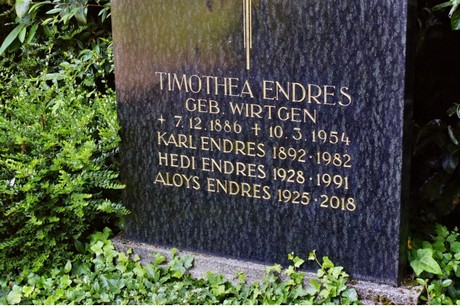 TIMOTHEA ENDRES
GEB. WIRTGEN
+ 7.12.1886 + 10.3.1954
KARL ENDRES 1892 · 1982
HEDI ENDRES 1928 · 1991
ALOYS ENDRES 1925 · 2018